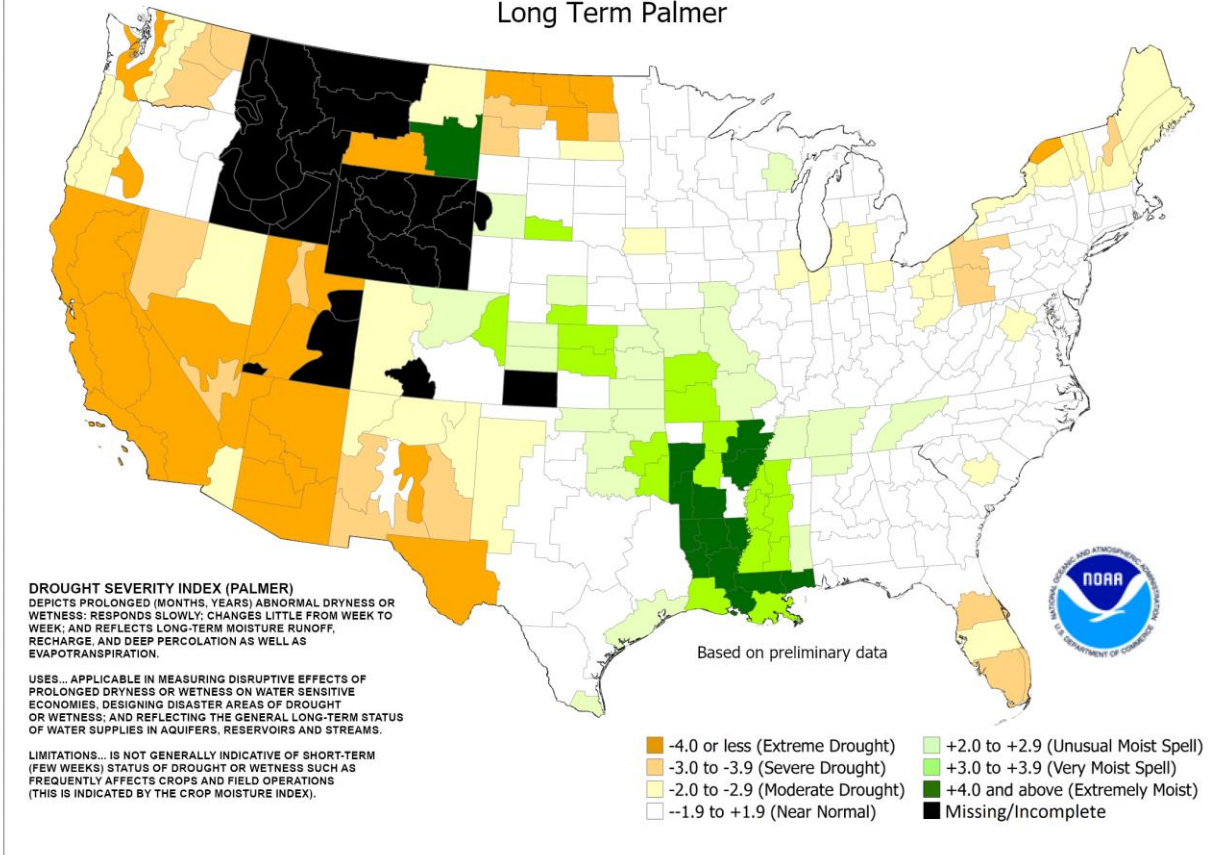 Long Term Palmer
DROUGHT SEVERITY INDEX (PALMER)
DEPICTS PROLONGED (MONTHS, YEARS) ABNORMAL DRYNESS OR
WETNESS: RESPONDS SLOWLY; CHANGES LITTLE FROM WEEK TO
WEEK; AND REFLECTS LONG-TERM MOISTURE RUNOFF,
RECHARGE, AND DEEP PERCOLATION AS WELL AS
EVAPOTRANSPIRATION.
USES... APPLICABLE IN MEASURING DISRUPTIVE EFFECTS OF
PROLONGED DRYNESS OR WETNESS ON WATER SENSITIVE
ECONOMIES, DESIGNING DISASTER AREAS OF DROUGHT
OR WETNESS; AND REFLECTING THE GENERAL LONG-TERM STATUS
OF WATER SUPPLIES IN AQUIFERS, RESERVOIRS AND STREAMS.
LIMITATIONS... IS NOT GENERALLY INDICATIVE OF SHORT-TERM
(FEW WEEKS) STATUS OF DROUGHT OR WETNESS SUCH AS
FREQUENTLY AFFECTS CROPS AND FIELD OPERATIONS
(THIS IS INDICATED BY THE CROP MOISTURE INDEX).
NATIONAL OCEANIC AND ATMOSPHERIC ADMINISTRATION
NOAA
U.S. DEPARTMENT OF COMMERCE
Based on preliminary data
-4.0 or less (Extreme Drought)
-3.0 to -3.9 (Severe Drought)
-2.0 to -2.9 (Moderate Drought)
--1.9 to +1.9 (Near Normal)
+2.0 to +2.9 (Unusual Moist Spell)
+3.0 to +3.9 (Very Moist Spell)
+4.0 and above (Extremely Moist)
Missing/Incomplete